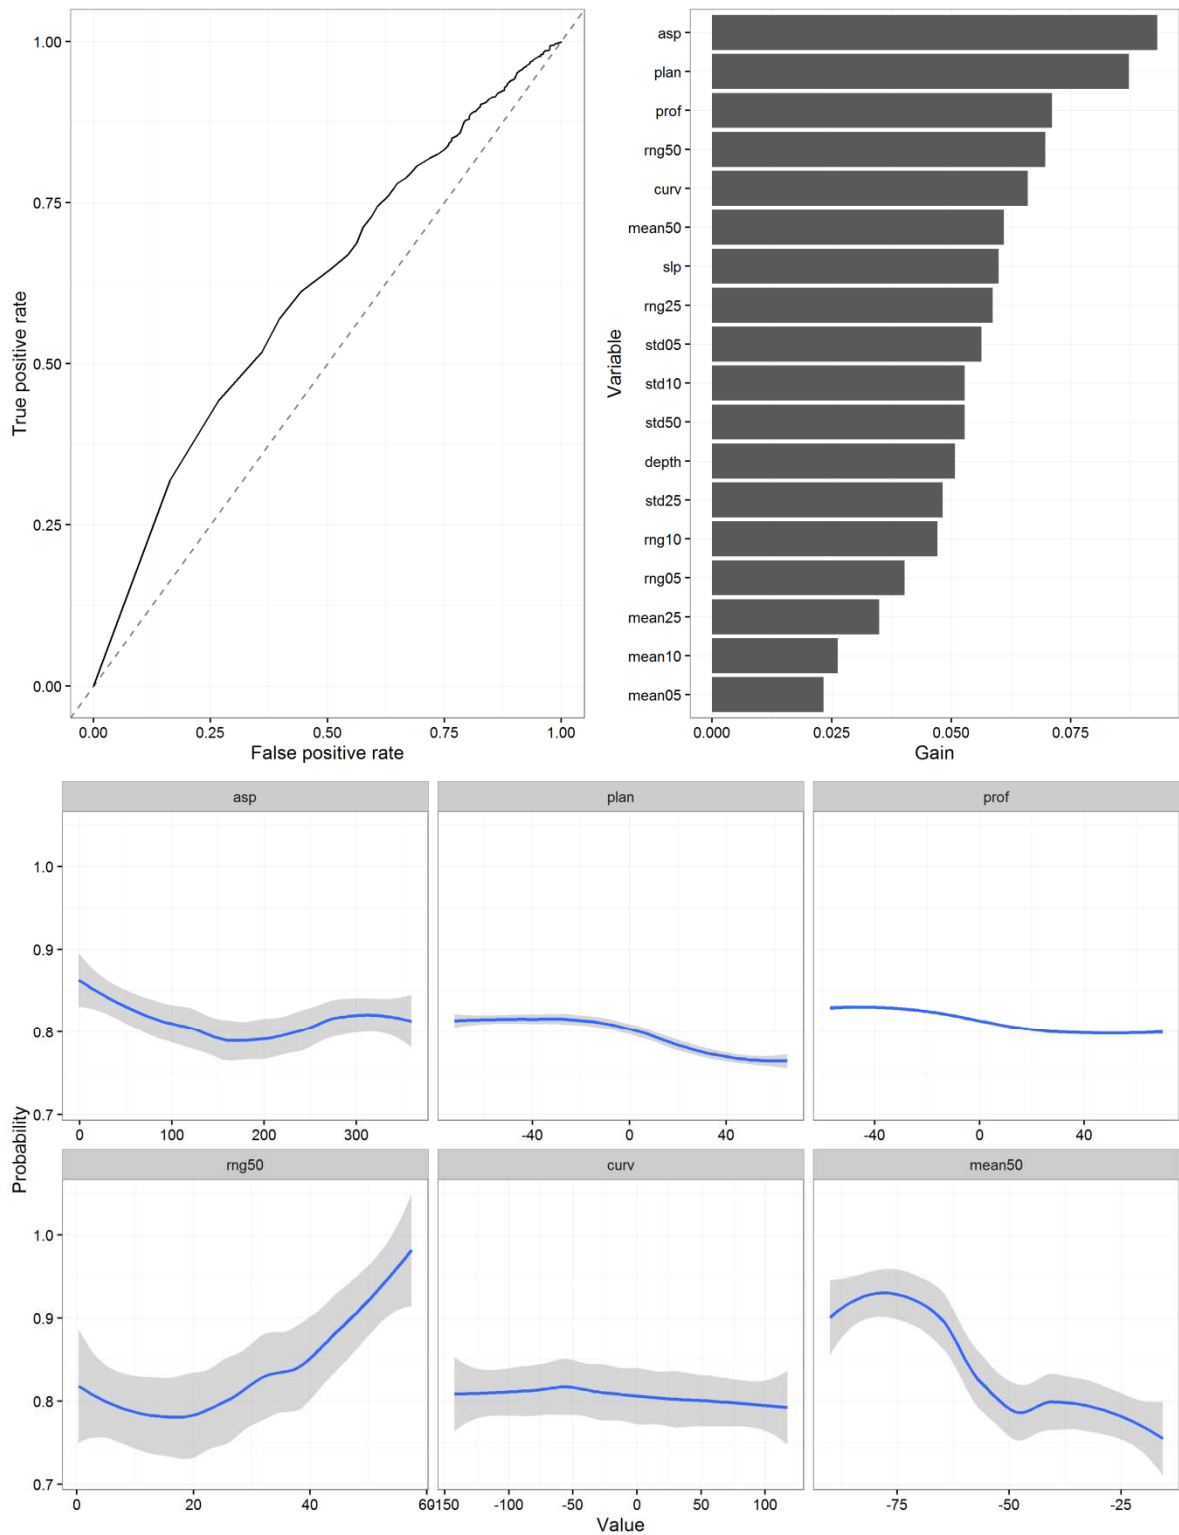 1.00
0.75
0.50
0.25
0.00
True positive rate
0.00 0.25 0.50 0.75 1.00
False positive rate
asp
plan
prof
rng50
curv
mean50
slp
rng25
std05
std10
std50
depth
std25
rng10
rng05
mean25
mean10
mean05
Variable
0.000 0.025 0.050 0.075
Gain
asp plan prof
1.0
0.9
0.8
0.7
0 100 200 300
-40 0 40
-40 0 40
Probability
rng50 curv mean50
1.0
0.9
0.8
0.7
0 20 40 60
-150 -100 -50 0 50 100
-75 -50 -25
Value